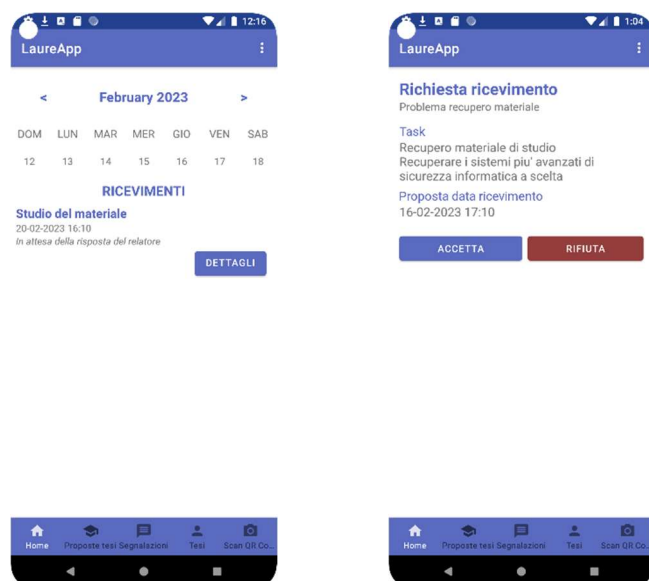 12:16
LaureApp
< February 2023 >
DOM LUN MAR MER GIO VEN SAB
12 13 14 15 16 17 18
RICEVIMENTI
Studio del materiale
20-02-2023 16:10
In attesa della risposta del relatore
DETTAGLI
Home Proposte tesi Segnalazioni Tesi Scan QR Co...
1:04
LaureApp
Richiesta ricevimento
Problema recupero materiale
Task
Recupero materiale di studio
Recuperare i sistemi piu' avanzati di
sicurezza informatica a scelta
Proposta data ricevimento
16-02-2023 17:10
ACCETTA RIFIUTA
Home Proposte tesi Segnalazioni Tesi Scan QR Co...